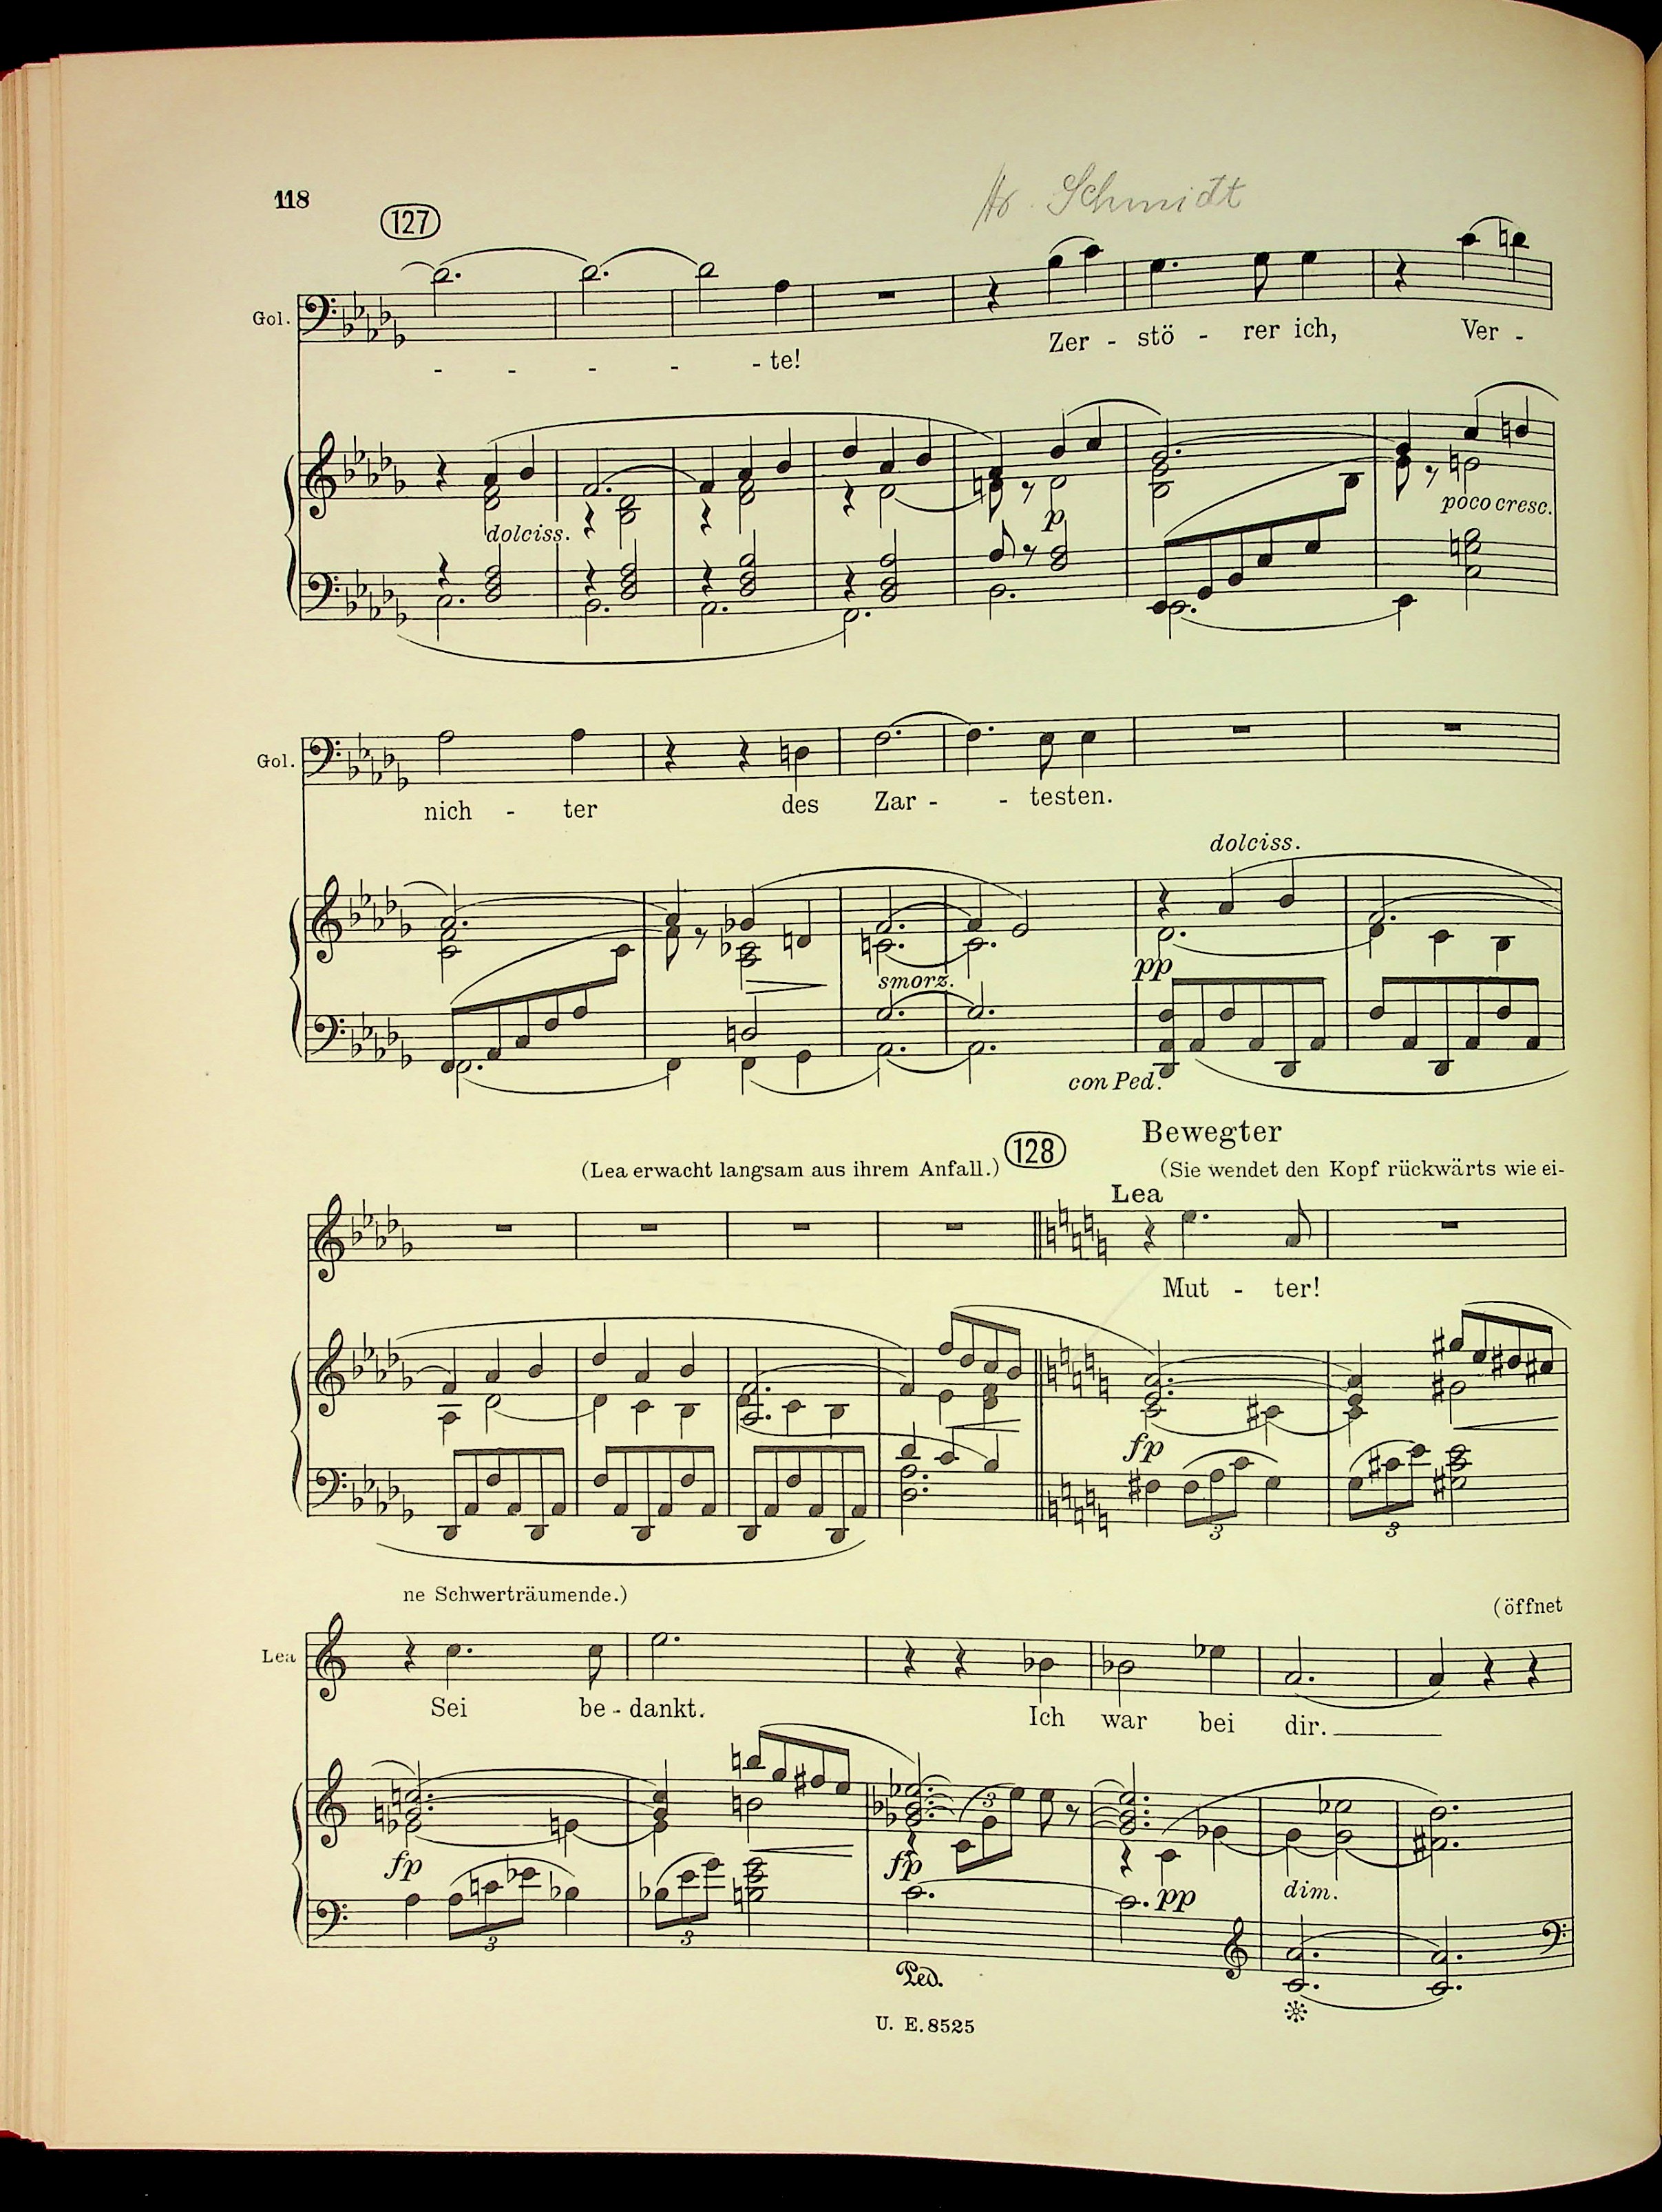 118
Schmidt
127
Gol.
- - - - - te!
Zer - stö - rer ich, Ver -
dolciss.
p
poco cresc.
Gol.
nich - ter des Zar - - testen.
dolciss.
pp
smorz.
con Ped.
Bewegter
(Lea erwacht langsam aus ihrem Anfall.) 128 (Sie wendet den Kopf rückwärts wie ei-
Lea
Mut - ter!
fp
3 3
ne Schwerträumende.) (öffnet
Lea
Sei be - dankt. Ich war bei dir.
3
fp fp pp dim.
3 3
Ped.
U. E. 8525